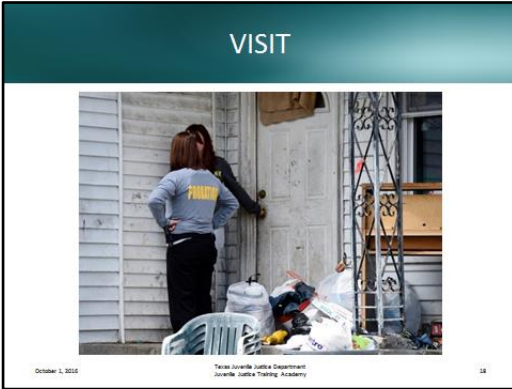 VISIT
PROBATION
October 1, 2016
Texas Juvenile Justice Department
Juvenile Justice Training Academy
18